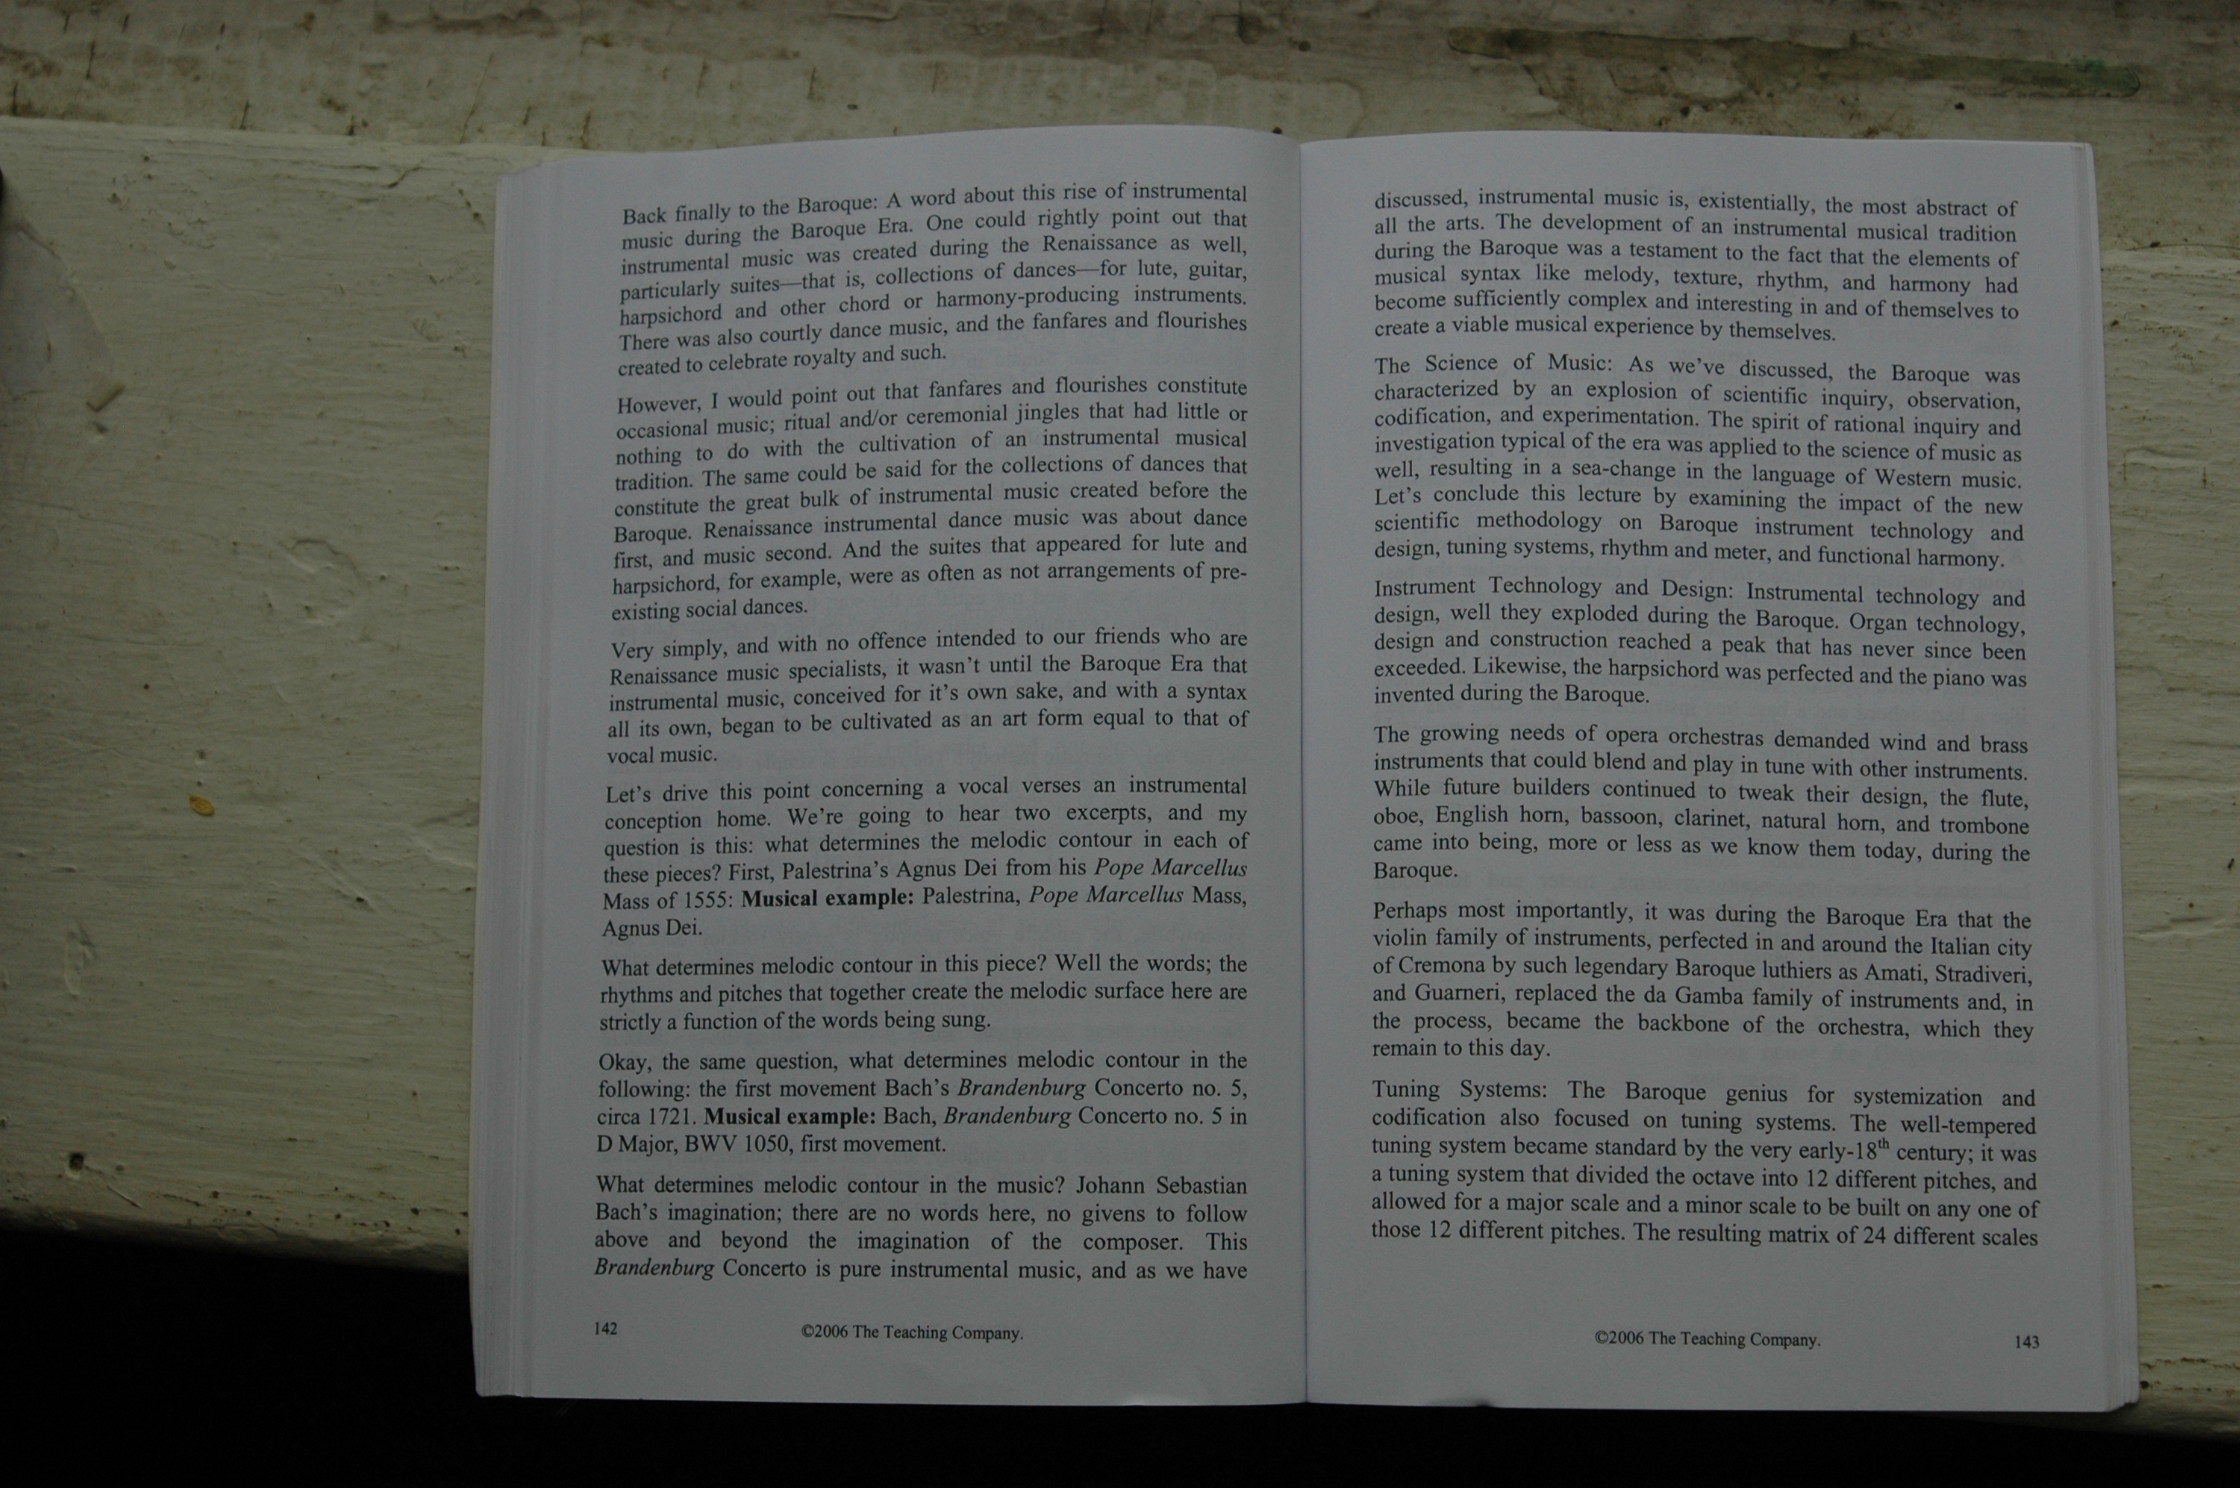 Back finally to the Baroque: A word about this rise of instrumental
music during the Baroque Era. One could rightly point out that
instrumental music was created during the Renaissance as well,
particularly suites—that is, collections of dances—for lute, guitar,
harpsichord and other chord or harmony-producing instruments.
There was also courtly dance music, and the fanfares and flourishes
created to celebrate royalty and such.
However, I would point out that fanfares and flourishes constitute
occasional music; ritual and/or ceremonial jingles that had little or
nothing to do with the cultivation of an instrumental musical
tradition. The same could be said for the collections of dances that
constitute the great bulk of instrumental music created before the
Baroque. Renaissance instrumental dance music was about dance
first, and music second. And the suites that appeared for lute and
harpsichord, for example, were as often as not arrangements of pre-
existing social dances.
Very simply, and with no offence intended to our friends who are
Renaissance music specialists, it wasn't until the Baroque Era that
instrumental music, conceived for it's own sake, and with a syntax
all its own, began to be cultivated as an art form equal to that of
vocal music.
Let's drive this point concerning a vocal verses an instrumental
conception home. We're going to hear two excerpts, and my
question is this: what determines the melodic contour in each of
these pieces? First, Palestrina's Agnus Dei from his Pope Marcellus
Mass of 1555: Musical example: Palestrina, Pope Marcellus Mass,
Agnus Dei.
What determines melodic contour in this piece? Well the words; the
rhythms and pitches that together create the melodic surface here are
strictly a function of the words being sung.
Okay, the same question, what determines melodic contour in the
following: the first movement Bach's Brandenburg Concerto no. 5,
circa 1721. Musical example: Bach, Brandenburg Concerto no. 5 in
D Major, BWV 1050, first movement.
What determines melodic contour in the music? Johann Sebastian
Bach's imagination; there are no words here, no givens to follow
above and beyond the imagination of the composer. This
Brandenburg Concerto is pure instrumental music, and as we have
142 ©2006 The Teaching Company.
discussed, instrumental music is, existentially, the most abstract of
all the arts. The development of an instrumental musical tradition
during the Baroque was a testament to the fact that the elements of
musical syntax like melody, texture, rhythm, and harmony had
become sufficiently complex and interesting in and of themselves to
create a viable musical experience by themselves.
The Science of Music: As we've discussed, the Baroque was
characterized by an explosion of scientific inquiry, observation,
codification, and experimentation. The spirit of rational inquiry and
investigation typical of the era was applied to the science of music as
well, resulting in a sea-change in the language of Western music.
Let's conclude this lecture by examining the impact of the new
scientific methodology on Baroque instrument technology and
design, tuning systems, rhythm and meter, and functional harmony.
Instrument Technology and Design: Instrumental technology and
design, well they exploded during the Baroque. Organ technology,
design and construction reached a peak that has never since been
exceeded. Likewise, the harpsichord was perfected and the piano was
invented during the Baroque.
The growing needs of opera orchestras demanded wind and brass
instruments that could blend and play in tune with other instruments.
While future builders continued to tweak their design, the flute,
oboe, English horn, bassoon, clarinet, natural horn, and trombone
came into being, more or less as we know them today, during the
Baroque.
Perhaps most importantly, it was during the Baroque Era that the
violin family of instruments, perfected in and around the Italian city
of Cremona by such legendary Baroque luthiers as Amati, Stradiveri,
and Guarneri, replaced the da Gamba family of instruments and, in
the process, became the backbone of the orchestra, which they
remain to this day.
Tuning Systems: The Baroque genius for systemization and
codification also focused on tuning systems. The well-tempered
tuning system became standard by the very early-18th century; it was
a tuning system that divided the octave into 12 different pitches, and
allowed for a major scale and a minor scale to be built on any one of
those 12 different pitches. The resulting matrix of 24 different scales
©2006 The Teaching Company. 143